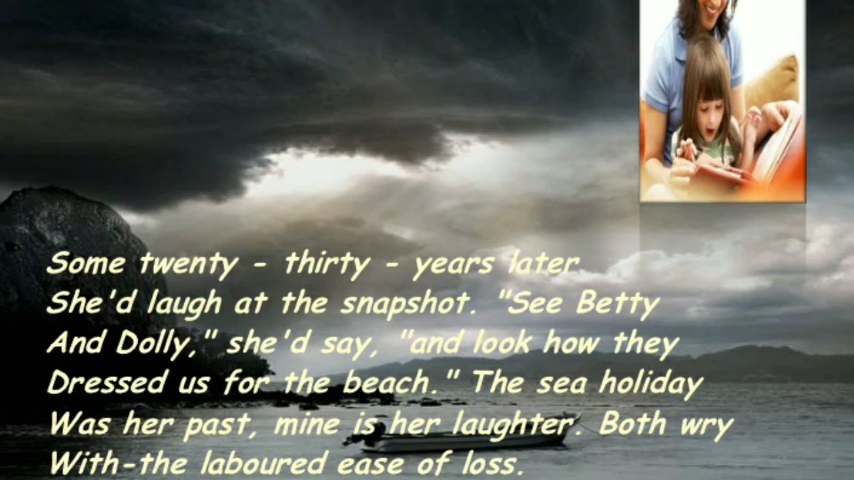 Some twenty - thirty - years later
She'd laugh at the snapshot. "See Betty
And Dolly," she'd say, "and look how they
Dressed us for the beach." The sea holiday
Was her past, mine is her laughter. Both wry
With-the laboured ease of loss.